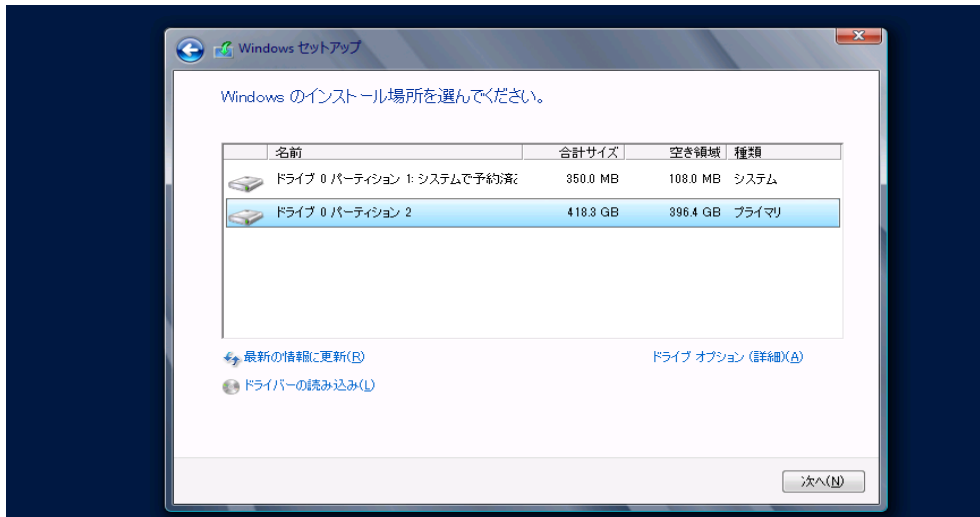 Windows セットアップ
Windows のインストール場所を選んでください。
名前 合計サイズ 空き領域 種類
ドライブ 0 パーティション 1: システムで予約済 350.0 MB 108.0 MB システム
ドライブ 0 パーティション 2 418.3 GB 396.4 GB プライマリ
最新の情報に更新(R) ドライブ オプション (詳細)(A)
ドライバーの読み込み(L)
次へ(N)